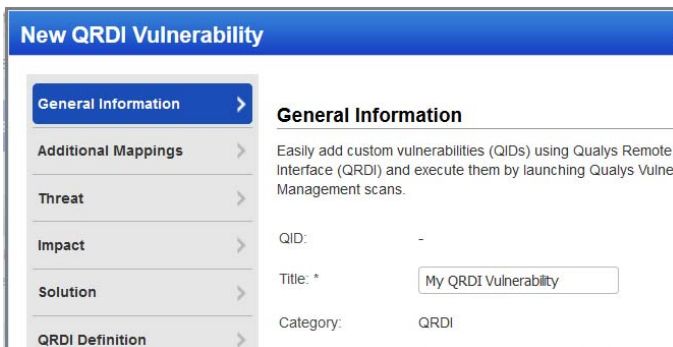 New QRDI Vulnerability
General Information
Additional Mappings
Threat
Impact
Solution
QRDI Definition
General Information
Easily add custom vulnerabilities (QIDs) using Qualys Remote
Interface (QRDI) and execute them by launching Qualys Vulne
Management scans.
QID: -
Title: * My QRDI Vulnerability
Category: QRDI